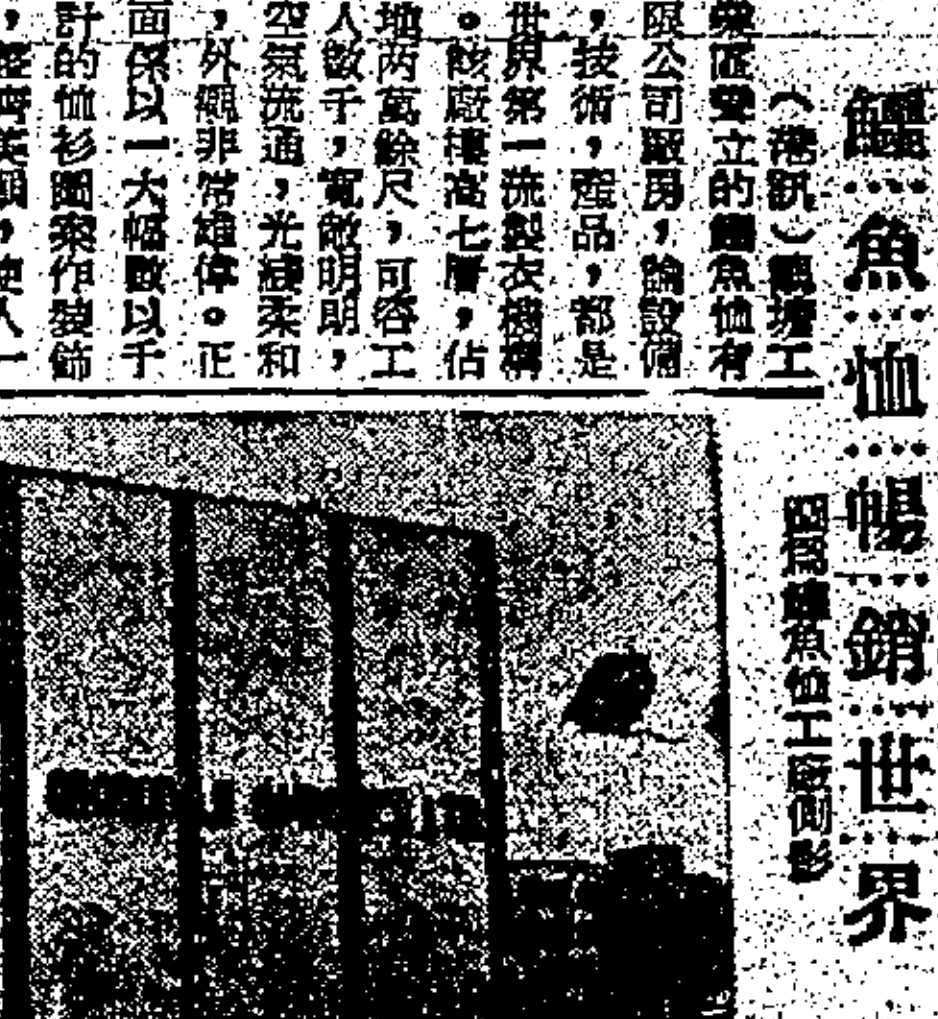 鱷魚恤暢銷世界
圖爲鱷魚恤工廠側影
（港訊）觀塘工
業區聳立的鱷魚恤有
限公司廠房，論設備
，技術，產品，都是
世界第一流製衣機構
。該廠樓高七層，佔
地两萬餘尺，可容工
人數千，寬敞明朗，
空氣流通，光綫柔和
，外觀非常雄偉。正
面係以一大幅數以千
計的恤衫圖案作裝飾
，整齊美觀，使人一